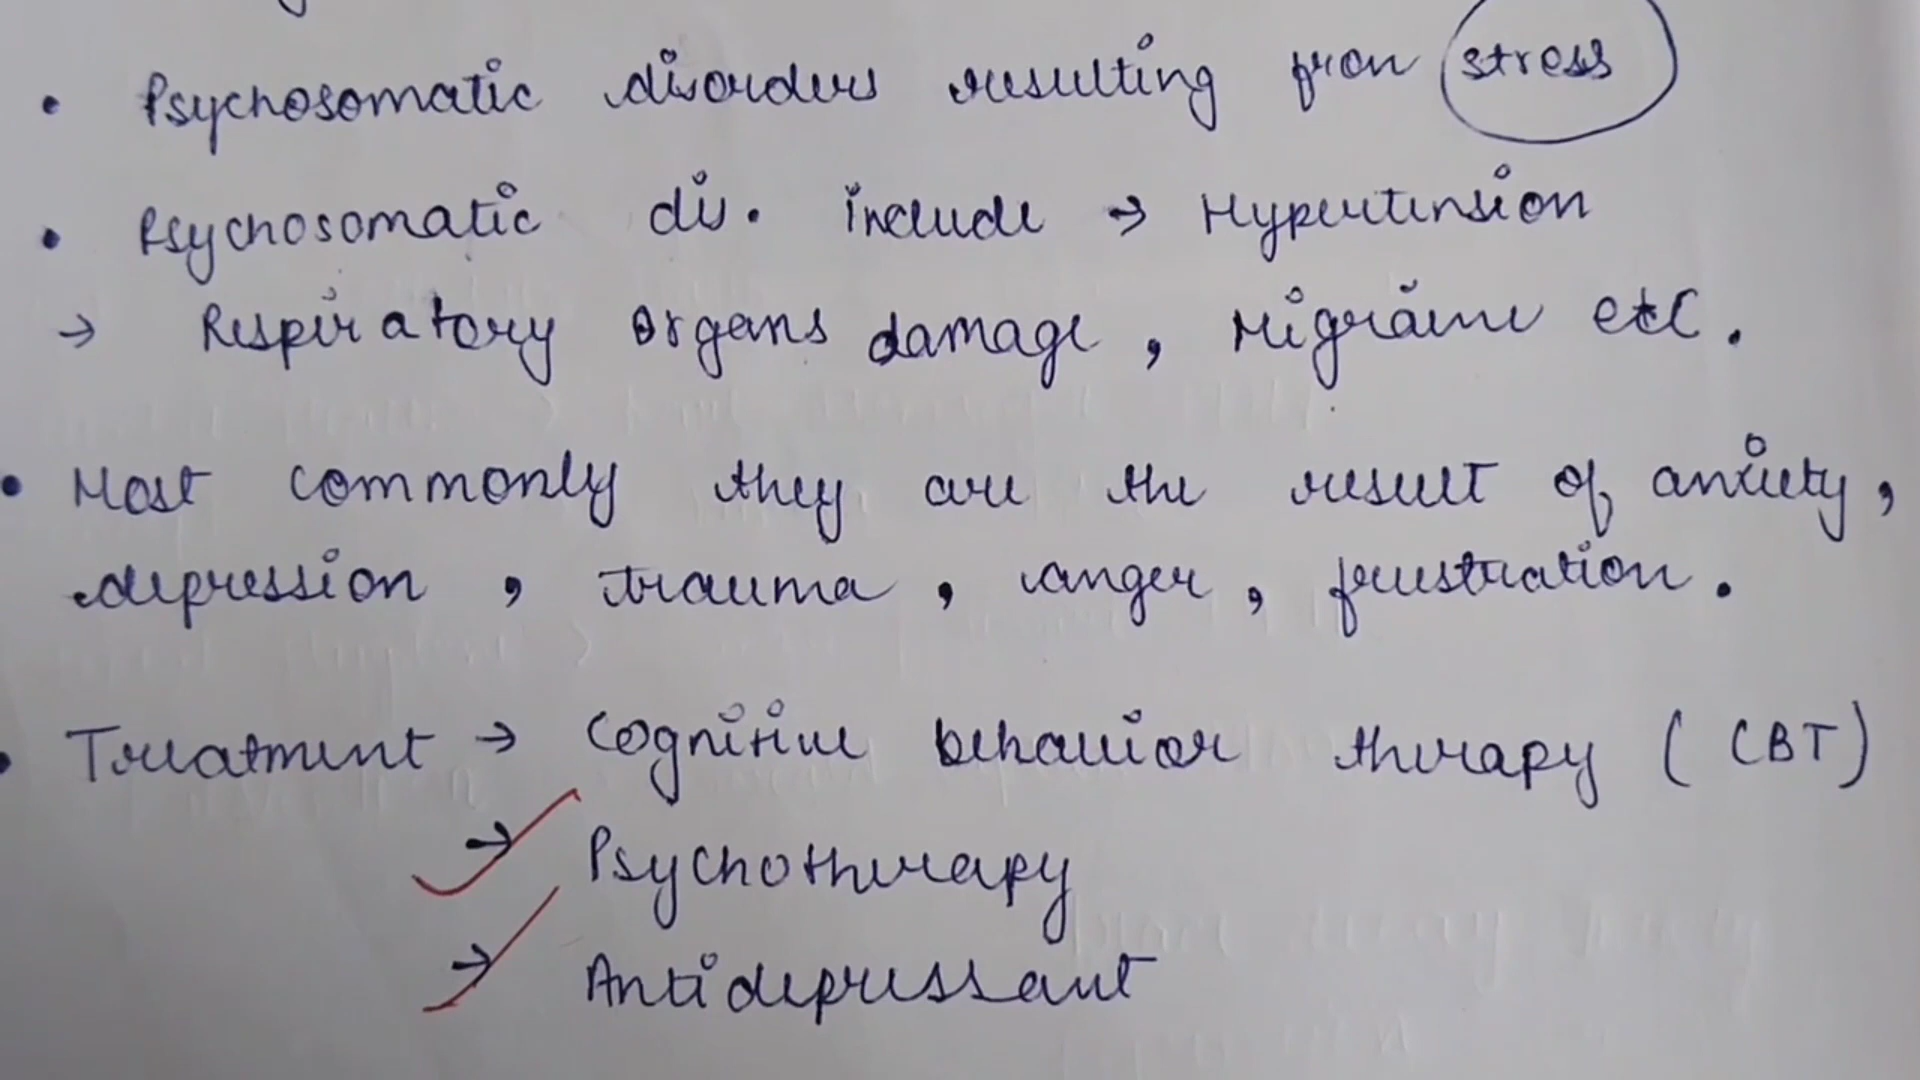 • Psychosomatic disorders resulting from stress
• Psychosomatic dis. include → Hypertension
→ Respiratory organs damage, Migraine etc.
• Most commonly they are the result of anxiety,
depression, trauma, anger, frustration.
• Treatment → Cognitive behavior therapy (CBT)
→ Psychotherapy
→ Antidepressant